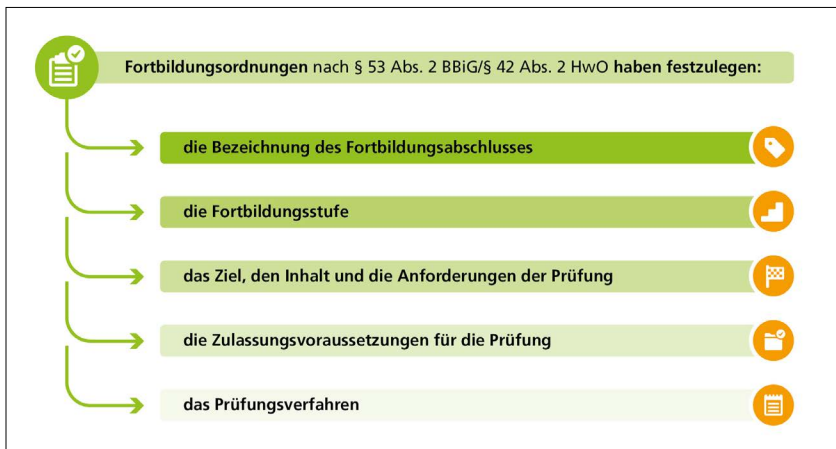 Fortbildungsordnungen nach § 53 Abs. 2 BBiG/§ 42 Abs. 2 HwO haben festzulegen:
die Bezeichnung des Fortbildungsabschlusses
die Fortbildungsstufe
das Ziel, den Inhalt und die Anforderungen der Prüfung
die Zulassungsvoraussetzungen für die Prüfung
das Prüfungsverfahren